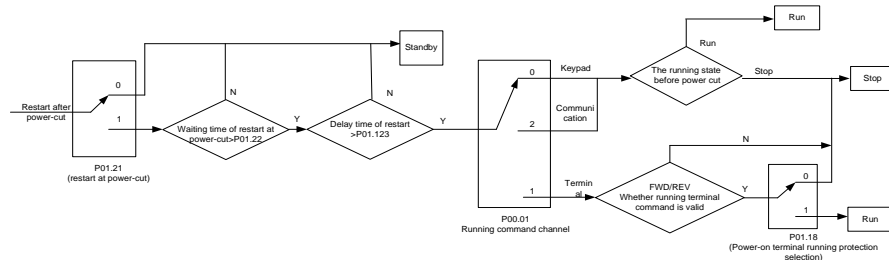 Run
Run
Standby
Keypad
The running state
before power cut
Stop
Stop
0
N
N
0
Restart after
power-cut
1
Waiting time of restart at
power-cut>P01.22
Y
Delay time of restart
>P01.123
Y
Communi
cation
2
N
P01.21
(restart at power-cut)
1
Termin
al
FWD/REV
Whether running terminal
command is valid
Y
0
1
Run
P00.01
Running command channel
P01.18
(Power-on terminal running protection
selection)